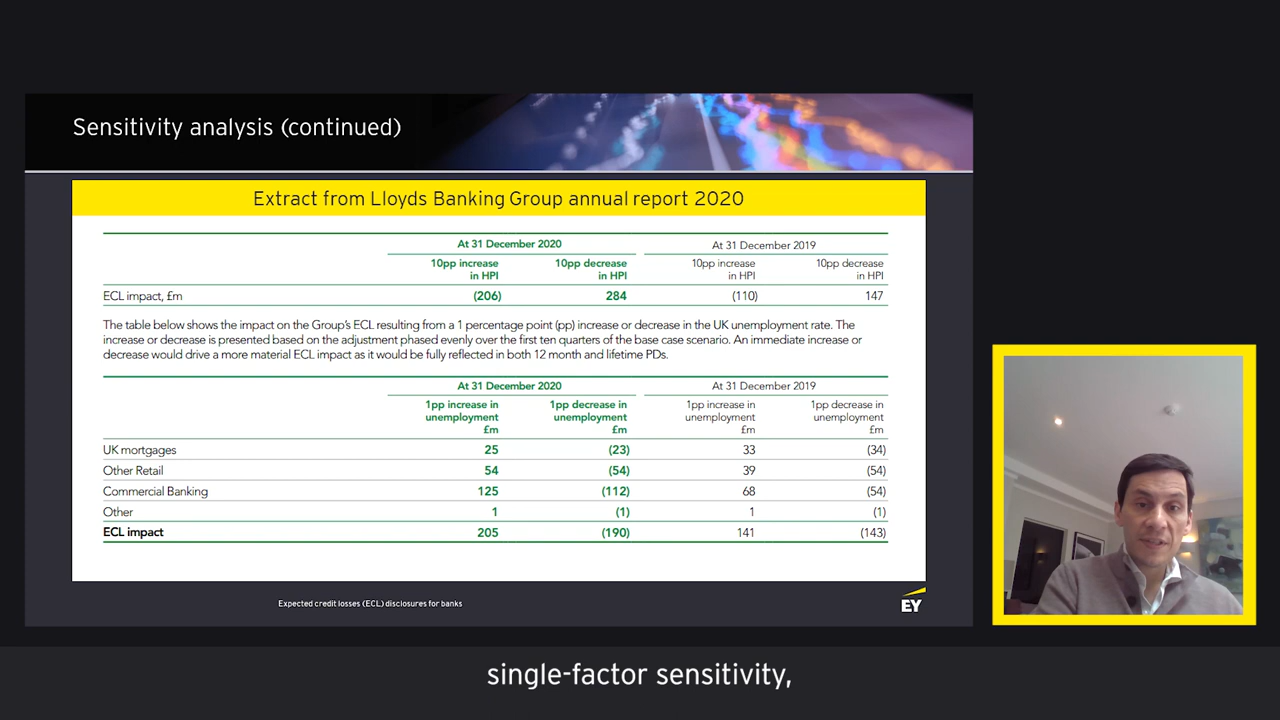 Sensitivity analysis (continued)
Extract from Lloyds Banking Group annual report 2020
At 31 December 2020 At 31 December 2019
10pp increase in HPI 10pp decrease in HPI 10pp increase in HPI 10pp decrease in HPI
ECL impact, £m (206) 284 (110) 147
The table below shows the impact on the Group's ECL resulting from a 1 percentage point (pp) increase or decrease in the UK unemployment rate. The
increase or decrease is presented based on the adjustment phased evenly over the first ten quarters of the base case scenario. An immediate increase or
decrease would drive a more material ECL impact as it would be fully reflected in both 12 month and lifetime PDs.
At 31 December 2020 At 31 December 2019
1pp increase in unemployment £m 1pp decrease in unemployment £m 1pp increase in unemployment £m 1pp decrease in unemployment £m
UK mortgages 25 (23) 33 (34)
Other Retail 54 (54) 39 (54)
Commercial Banking 125 (112) 68 (54)
Other 1 (1) 1 (1)
ECL impact 205 (190) 141 (143)
Expected credit losses (ECL) disclosures for banks
EY
single-factor sensitivity,